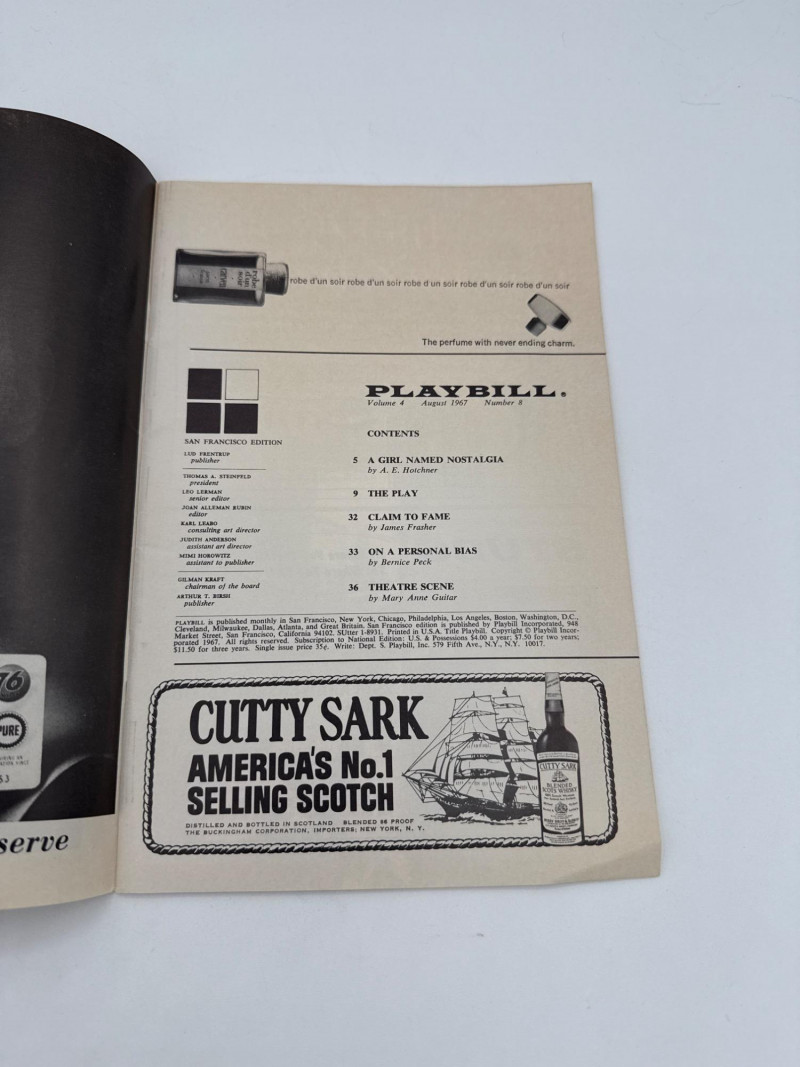 robe d'un soir robe d'un soir robe d'un soir robe d'un soir robe d'un soir
robe
d'un
soir
The perfume with never ending charm.
SAN FRANCISCO EDITION
LUD FRENTRUP
publisher
THOMAS A. STEINFELD
president
LEO LERMAN
senior editor
JOAN ALLEMAN RUBIN
editor
KARL LEABO
consulting art director
JUDITH ANDERSON
assistant art director
MIMI HOROWITZ
assistant to publisher
GILMAN KRAFT
chairman of the board
ARTHUR T. BIRSH
publisher
PLAYBILL®
Volume 4 August 1967 Number 8
CONTENTS
5 A GIRL NAMED NOSTALGIA
by A. E. Hotchner
9 THE PLAY
32 CLAIM TO FAME
by James Frasher
33 ON A PERSONAL BIAS
by Bernice Peck
36 THEATRE SCENE
by Mary Anne Guitar
PLAYBILL is published monthly in San Francisco, New York, Chicago, Philadelphia, Los Angeles, Boston, Washington, D.C.,
Cleveland, Milwaukee, Dallas, Atlanta, and Great Britain. San Francisco edition is published by Playbill Incorporated, 948
Market Street, San Francisco, California 94102. SUtter 1-8931. Printed in U.S.A. Title Playbill. Copyright © Playbill Incor-
porated 1967. All rights reserved. Subscription to National Edition: U.S. & Possessions $4.00 a year; $7.50 for two years;
$11.50 for three years. Single issue price 35¢. Write: Dept. S. Playbill, Inc. 579 Fifth Ave., N.Y., N.Y. 10017.
CUTTY SARK
AMERICA'S No.1
SELLING SCOTCH
DISTILLED AND BOTTLED IN SCOTLAND BLENDED 86 PROOF
THE BUCKINGHAM CORPORATION, IMPORTERS; NEW YORK, N. Y.
CUTTY SARK
BLENDED
SCOTS WHISKY
76
PURE
53
serve